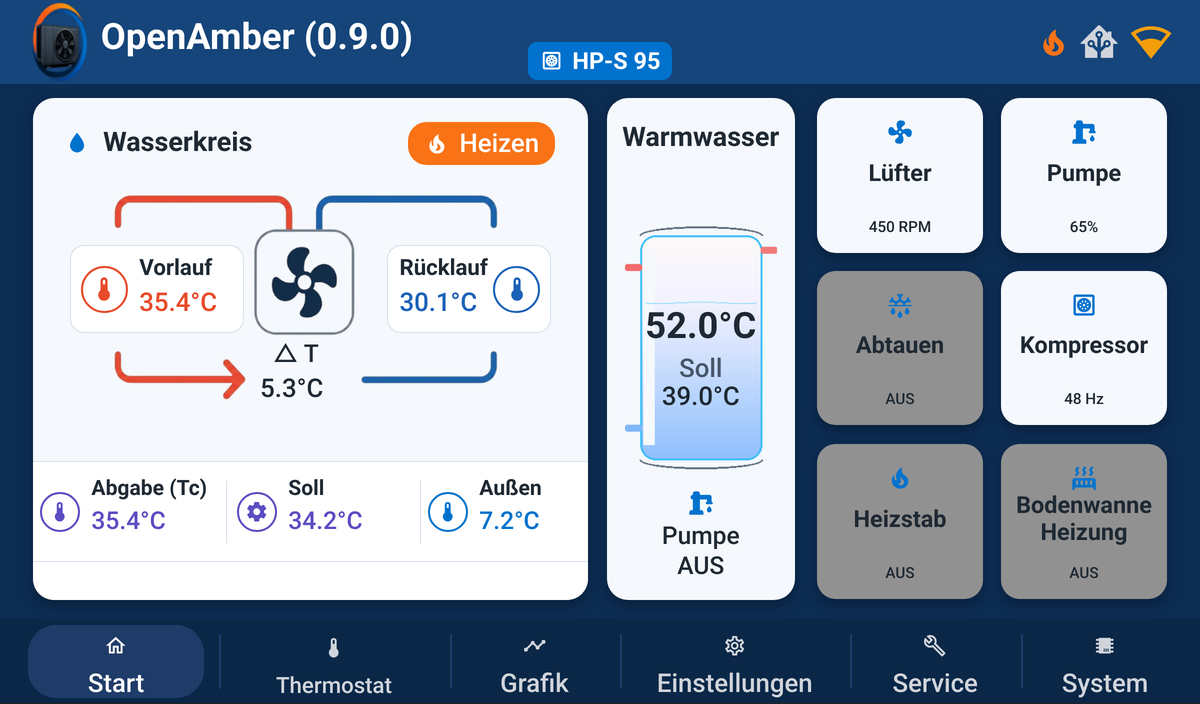 OpenAmber (0.9.0)
HP-S 95
Wasserkreis
Heizen
Vorlauf
35.4°C
Rücklauf
30.1°C
△ T
5.3°C
Abgabe (Tc)
35.4°C
Soll
34.2°C
Außen
7.2°C
Warmwasser
52.0°C
Soll
39.0°C
Pumpe
AUS
Lüfter
450 RPM
Pumpe
65%
Abtauen
AUS
Kompressor
48 Hz
Heizstab
AUS
Bodenwanne
Heizung
AUS
Start
Thermostat
Grafik
Einstellungen
Service
System